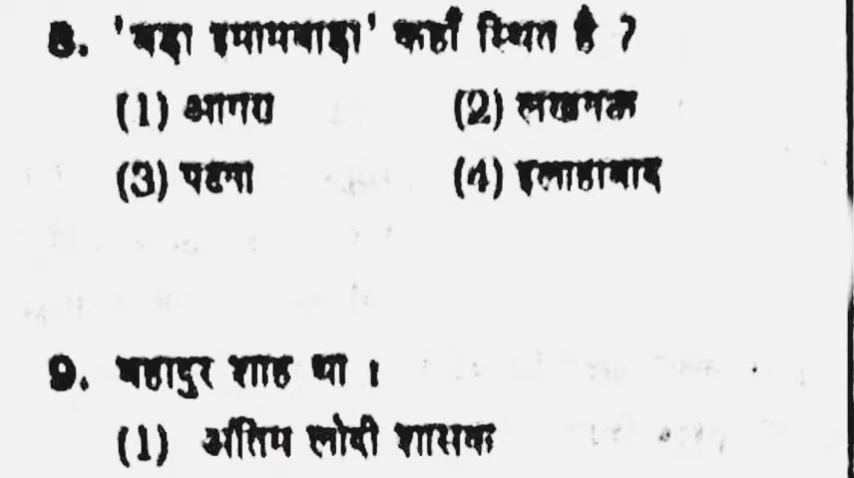 8. 'बड़ा इमामबाड़ा' कहाँ स्थित है ?
(1) आगरा (2) लखनऊ
(3) पटना (4) इलाहाबाद
9. बहादुर शाह था ।
(1) अंतिम लोदी शासक